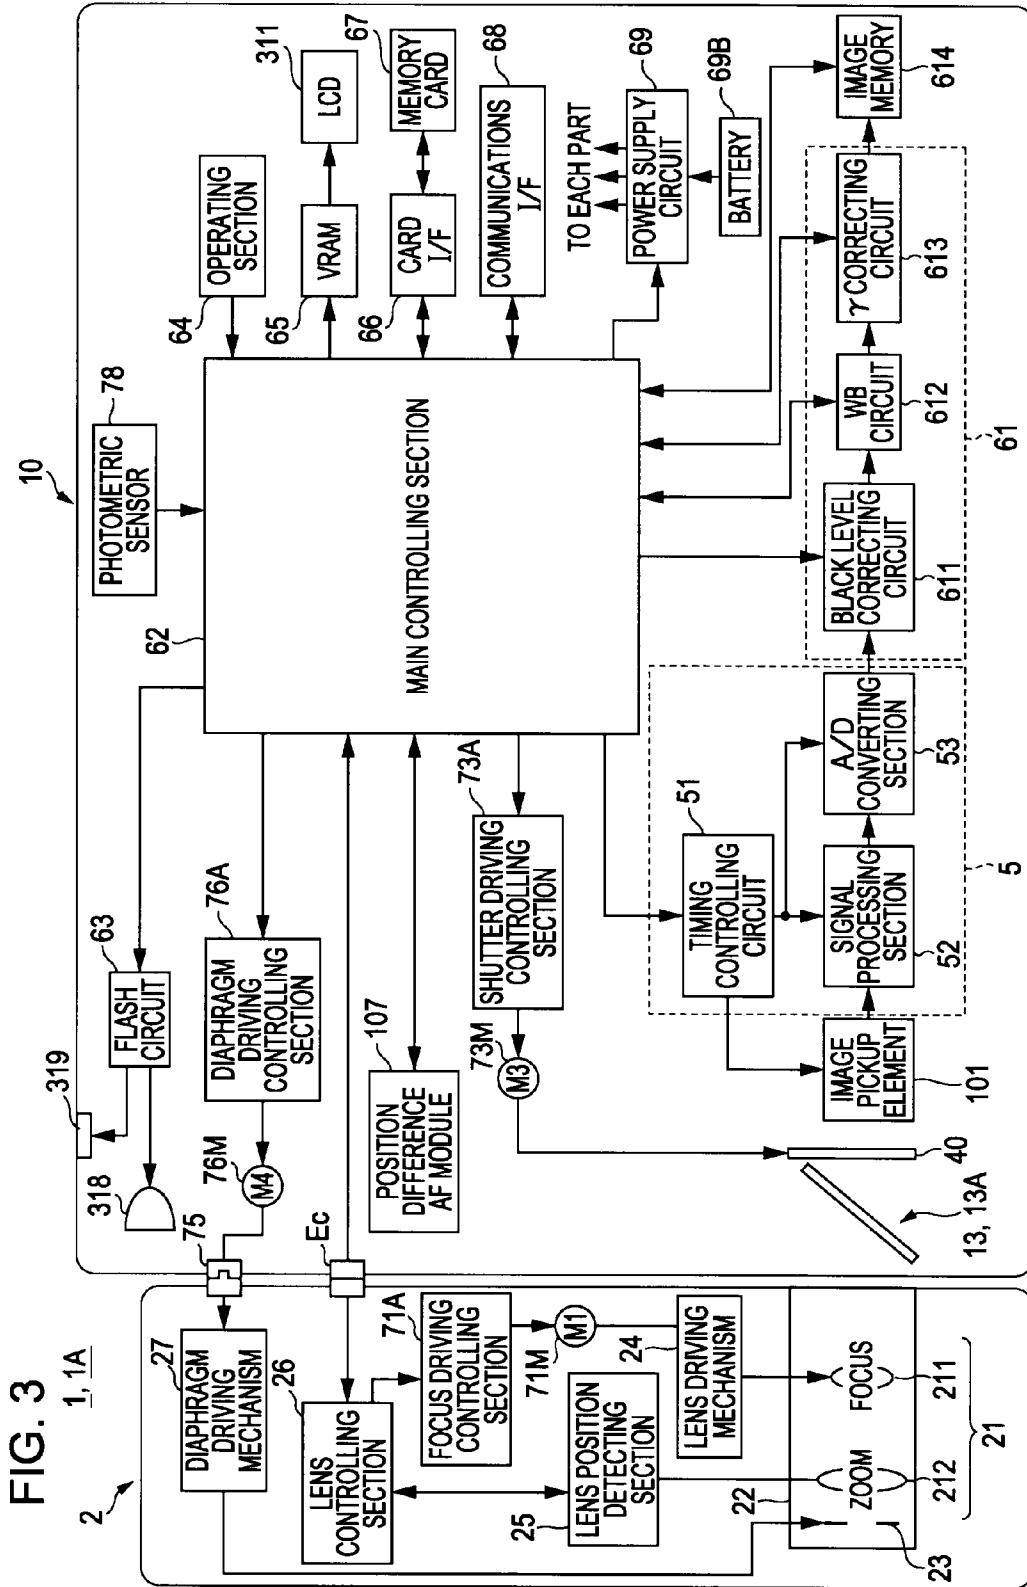 FIG. 3
1, 1A
2
10
27
DIAPHRAGM
DRIVING
MECHANISM
26
LENS
CONTROLLING
SECTION
71A
FOCUS DRIVING
CONTROLLING
SECTION
71M
M1
25
LENS POSITION
DETECTING
SECTION
24
LENS DRIVING
MECHANISM
22
ZOOM
FOCUS
23
212
211
21
75
Ec
318
319
63
FLASH
CIRCUIT
76M
M4
76A
DIAPHRAGM
DRIVING
CONTROLLING
SECTION
107
POSITION
DIFFERENCE
AF MODULE
73M
M3
73A
SHUTTER DRIVING
CONTROLLING
SECTION
13, 13A
40
62
MAIN CONTROLLING SECTION
78
PHOTOMETRIC
SENSOR
64
OPERATING
SECTION
65
VRAM
311
LCD
66
CARD
I/F
67
MEMORY
CARD
68
COMMUNICATIONS
I/F
TO EACH PART
69
POWER SUPPLY
CIRCUIT
69B
BATTERY
51
TIMING
CONTROLLING
CIRCUIT
IMAGE
PICKUP
ELEMENT
101
SIGNAL
PROCESSING
SECTION
52
A/D
CONVERTING
SECTION
53
5
BLACK LEVEL
CORRECTING
CIRCUIT
611
WB
CIRCUIT
612
γ CORRECTING
CIRCUIT
613
61
IMAGE
MEMORY
614